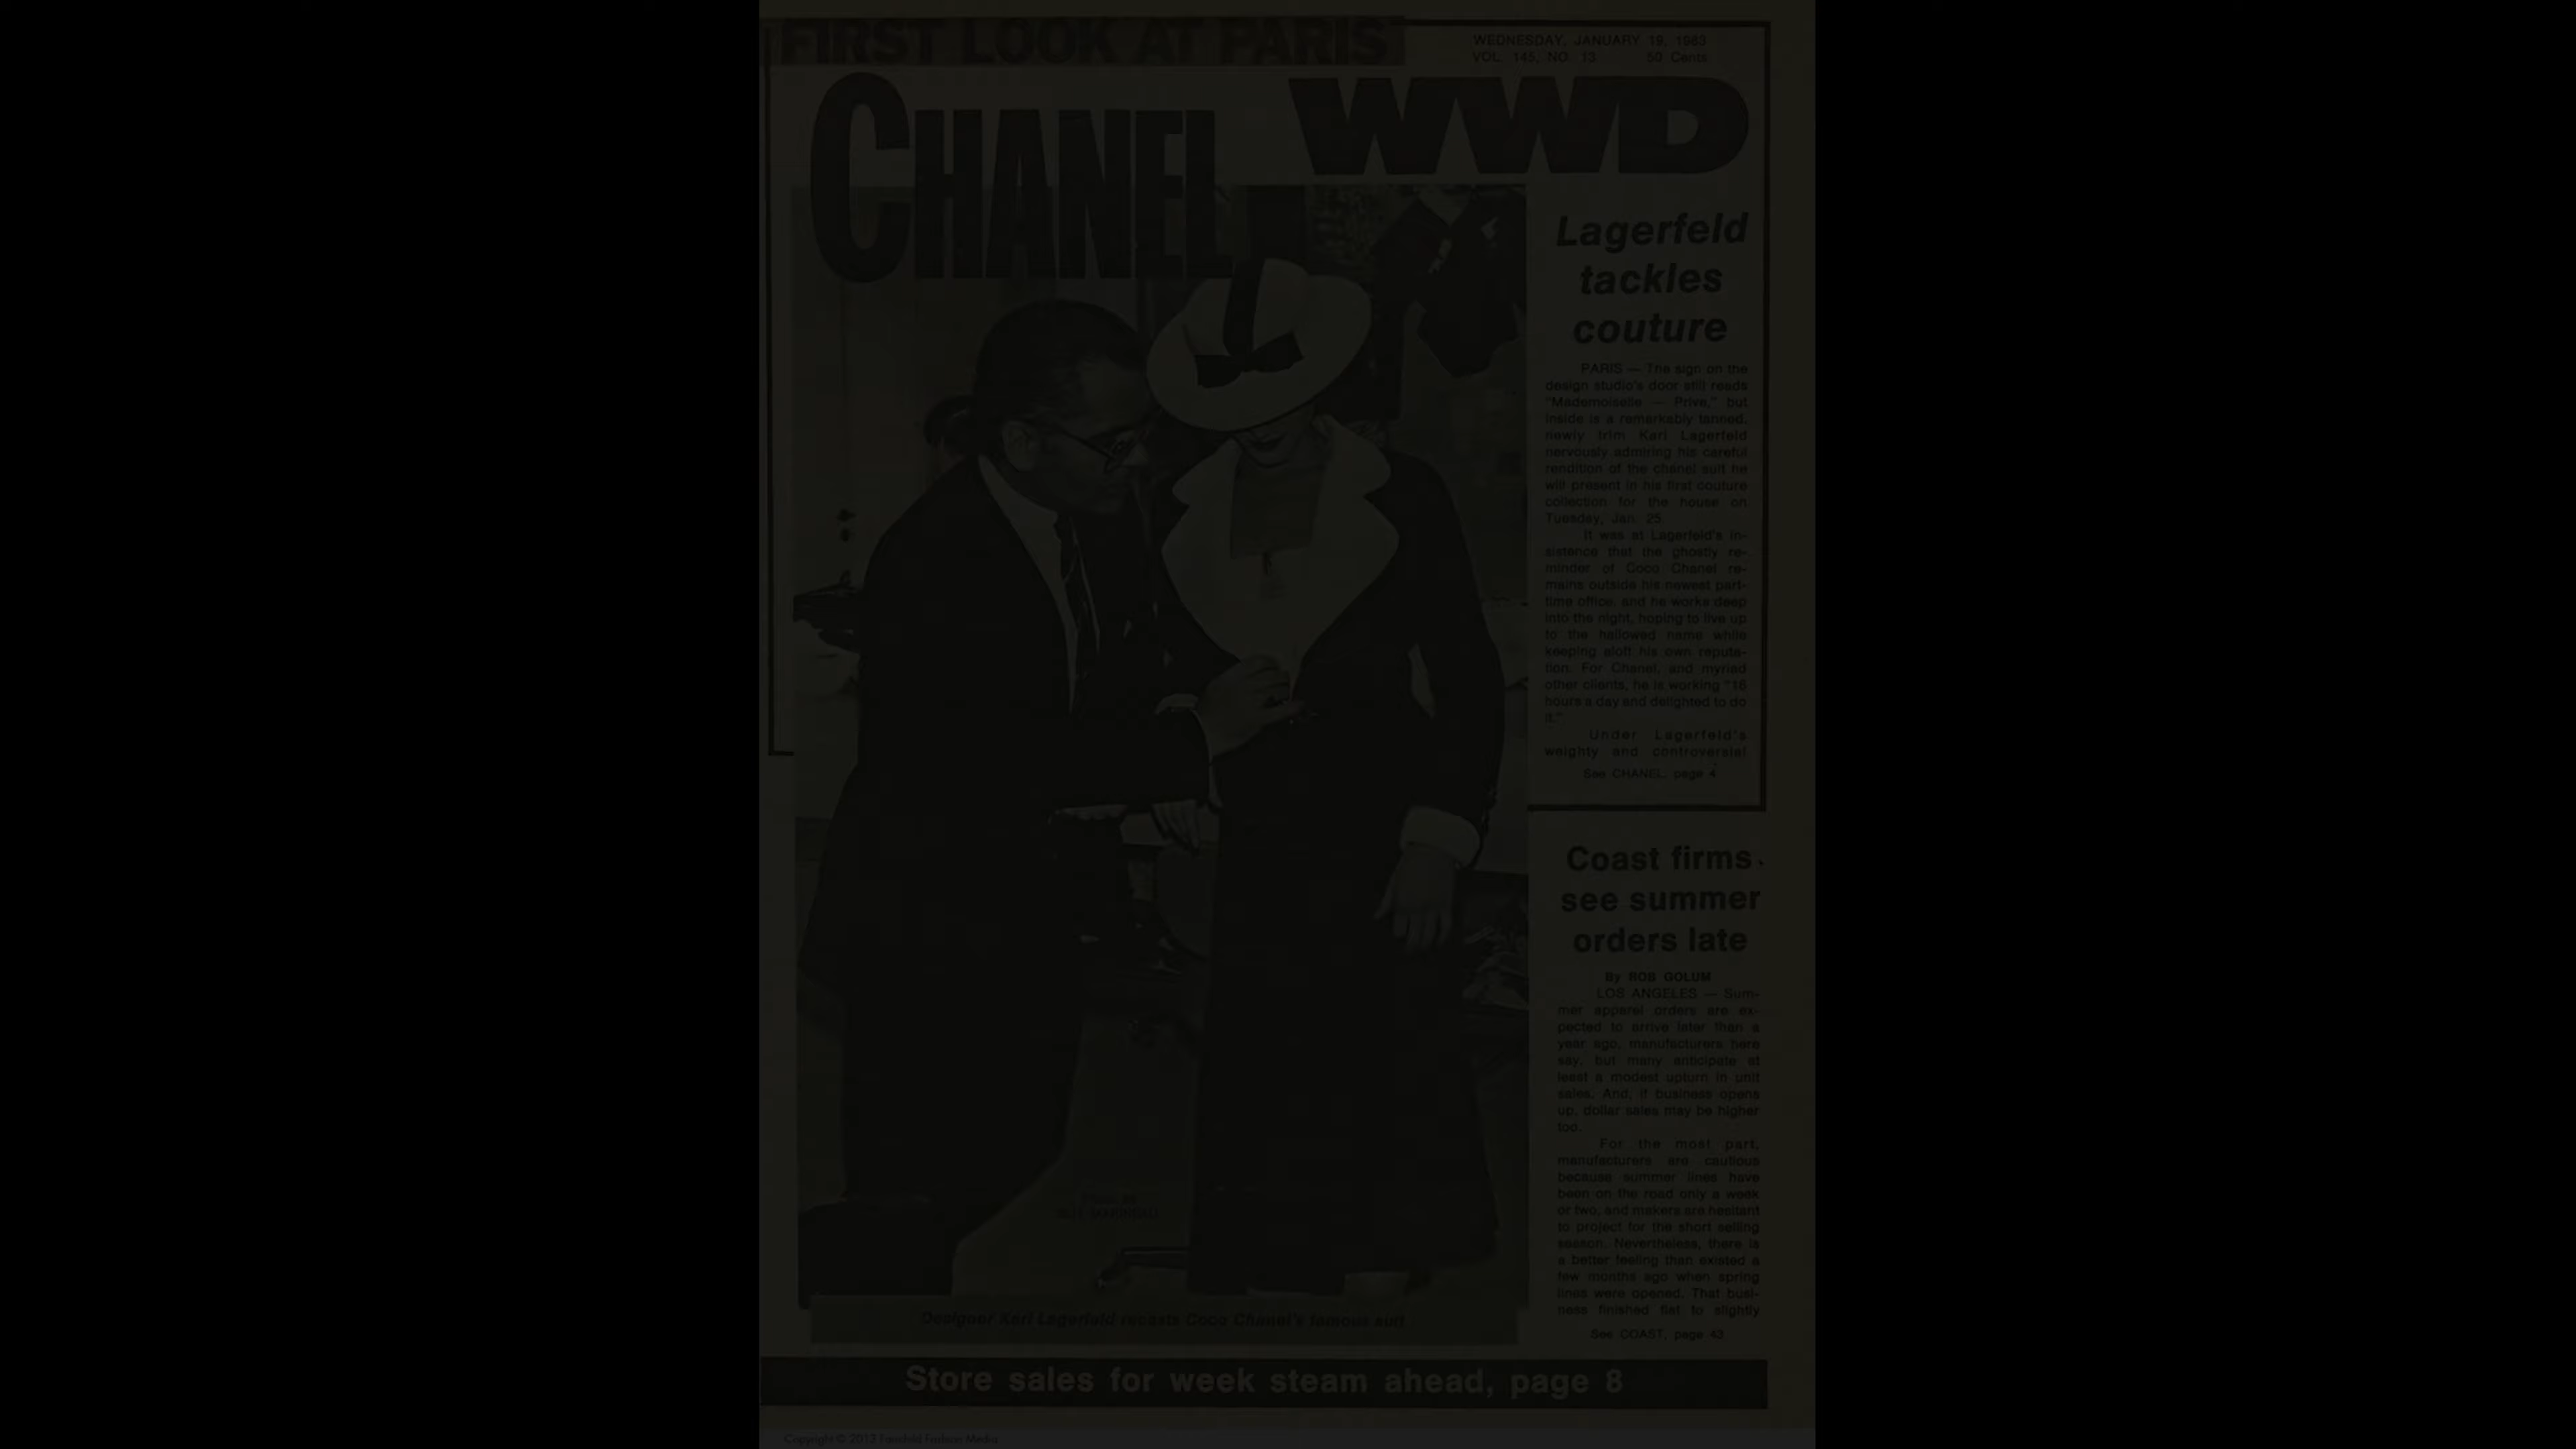 FIRST LOOK AT PARIS
WEDNESDAY, JANUARY 19, 1983
VOL. 145, NO. 13 50 Cents
CHANEL
WWD
Lagerfeld
tackles
couture
PARIS — The sign on the
design studio's door still reads
"Mademoiselle — Prive," but
inside is a remarkably tanned,
newly trim Karl Lagerfeld
nervously admiring his careful
rendition of the chanel suit he
will present in his first couture
collection for the house on
Tuesday, Jan. 25.
It was at Lagerfeld's in-
sistence that the ghostly re-
minder of Coco Chanel re-
mains outside his newest part-
time office, and he works deep
into the night, hoping to live up
to the hallowed name while
keeping aloft his own reputa-
tion. For Chanel, and myriad
other clients, he is working "16
hours a day and delighted to do
it."
Under Lagerfeld's
weighty and controversial
See CHANEL, page 4
Coast firms
see summer
orders late
By ROB GOLUM
LOS ANGELES — Sum-
mer apparel orders are ex-
pected to arrive later than a
year ago, manufacturers here
say, but many anticipate at
least a modest upturn in unit
sales. And, if business opens
up, dollar sales may be higher
too.
For the most part,
manufacturers are cautious
because summer lines have
been on the road only a week
or two, and makers are hesitant
to project for the short selling
season. Nevertheless, there is
a better feeling than existed a
few months ago when spring
lines were opened. That busi-
ness finished flat to slightly
See COAST, page 43
Designer Karl Lagerfeld recasts Coco Chanel's famous suit
Store sales for week steam ahead, page 8
Copyright © 2013 Fairchild Fashion Media